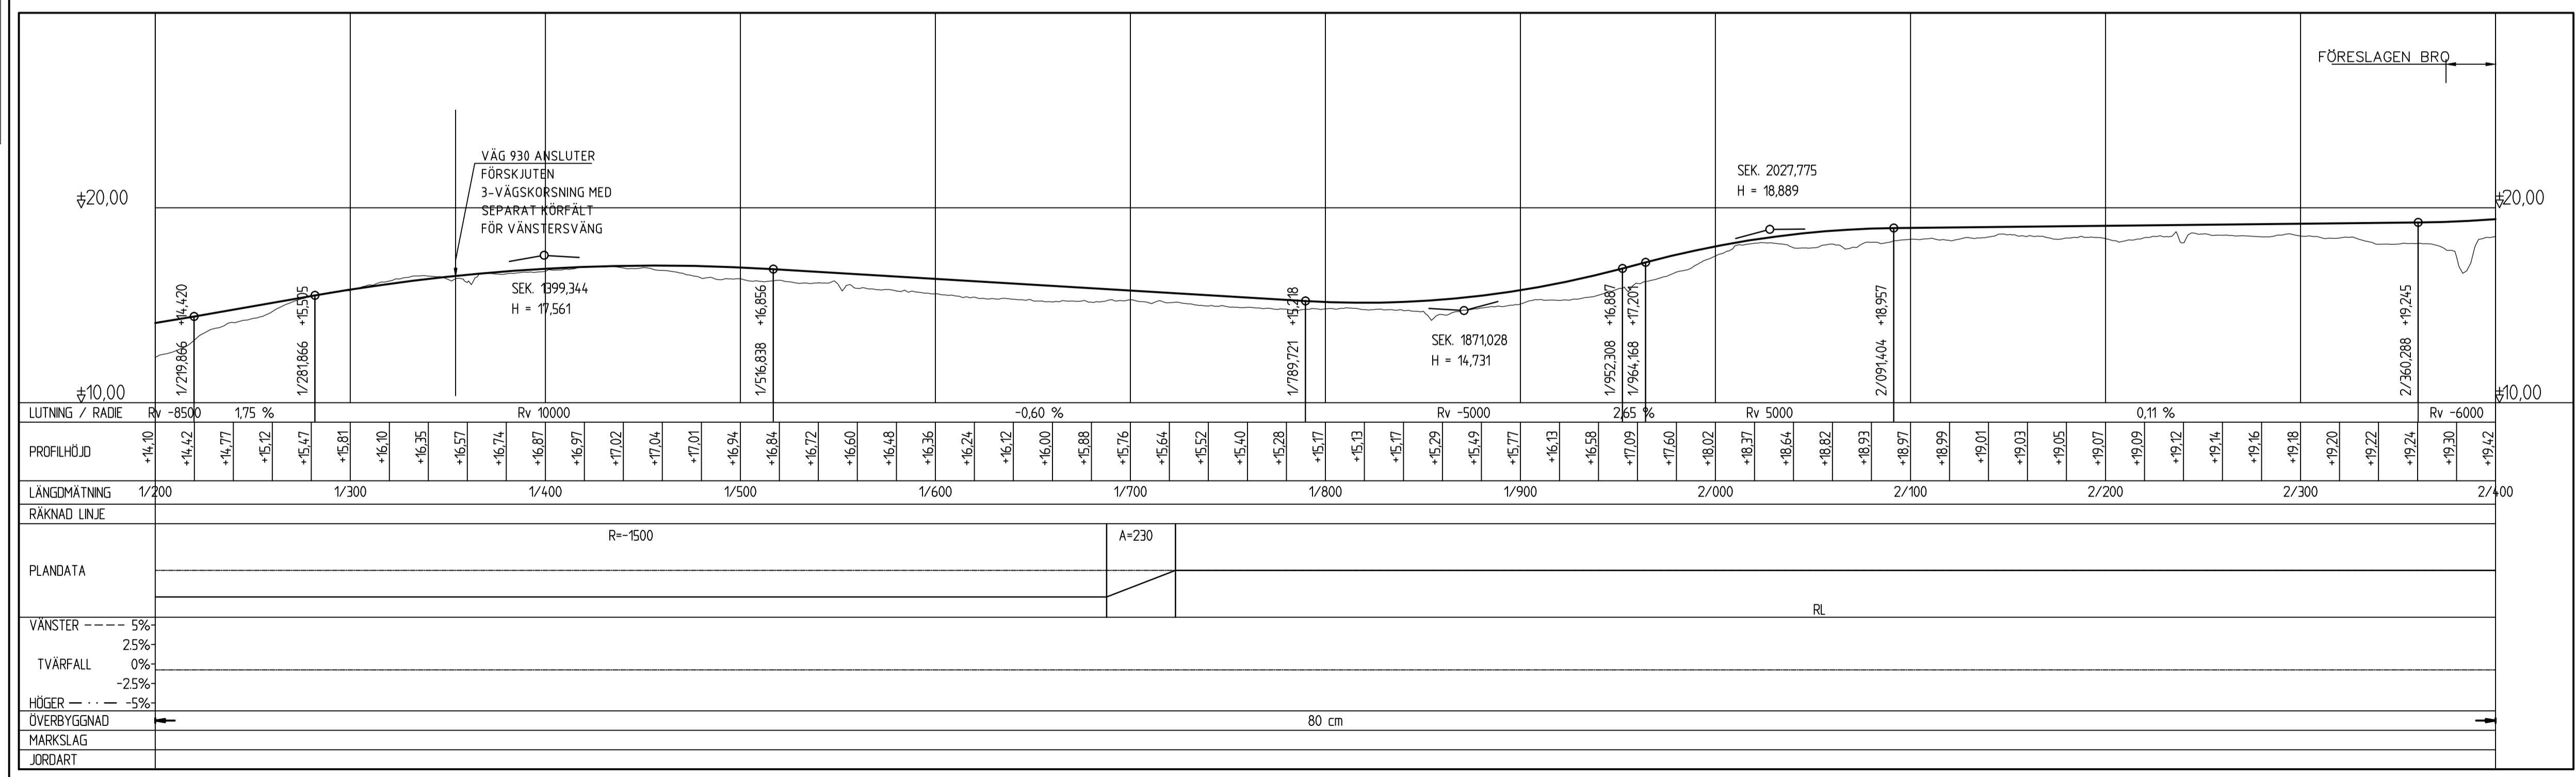 FÖRESLAGEN BRO
VÄG 930 ANSLUTER
FÖRSKJUTEN
3-VÄGSKORSNING MED
SEPARAT KÖRFÄLT
FÖR VÄNSTERSVÄNG
SEK. 2027,775
H = 18,889
±20,00
±20,00
SEK. 1399,344
H = 17,561
SEK. 1871,028
H = 14,731
1/219,866 +14,420
1/281,866 +15,505
1/516,838 +16,856
1/789,721 +15,218
1/952,308 +16,887
1/964,168 +17,201
2/091,404 +18,957
2/360,288 +19,245
±10,00
±10,00
LUTNING / RADIE Rv -8500 1,75 % Rv 10000 -0,60 % Rv -5000 2,65 % Rv 5000 0,11 % Rv -6000
PROFILHÖJD +14,10 +14,42 +14,77 +15,12 +15,47 +15,81 +16,10 +16,35 +16,57 +16,74 +16,87 +16,97 +17,02 +17,04 +17,01 +16,94 +16,84 +16,72 +16,60 +16,48 +16,36 +16,24 +16,12 +16,00 +15,88 +15,76 +15,64 +15,52 +15,40 +15,28 +15,17 +15,13 +15,17 +15,29 +15,49 +15,77 +16,13 +16,58 +17,09 +17,60 +18,02 +18,37 +18,64 +18,82 +18,93 +18,97 +18,99 +19,01 +19,03 +19,05 +19,07 +19,09 +19,12 +19,14 +19,16 +19,18 +19,20 +19,22 +19,24 +19,30 +19,42
LÄNGDMÄTNING 1/200 1/300 1/400 1/500 1/600 1/700 1/800 1/900 2/000 2/100 2/200 2/300 2/400
RÄKNAD LINJE
R=-1500 A=230
PLANDATA
RL
VÄNSTER ---- 5%
2.5%
TVÄRFALL 0%
-2.5%
HÖGER — ·· — -5%
ÖVERBYGGNAD 80 cm
MARKSLAG
JORDART